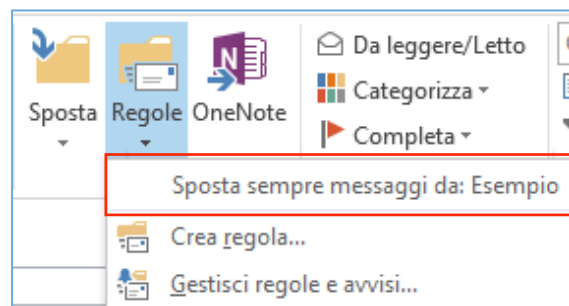 Sposta
Regole
OneNote
Da leggere/Letto
Categorizza
Completa
Sposta sempre messaggi da: Esempio
Crea regola...
Gestisci regole e avvisi...